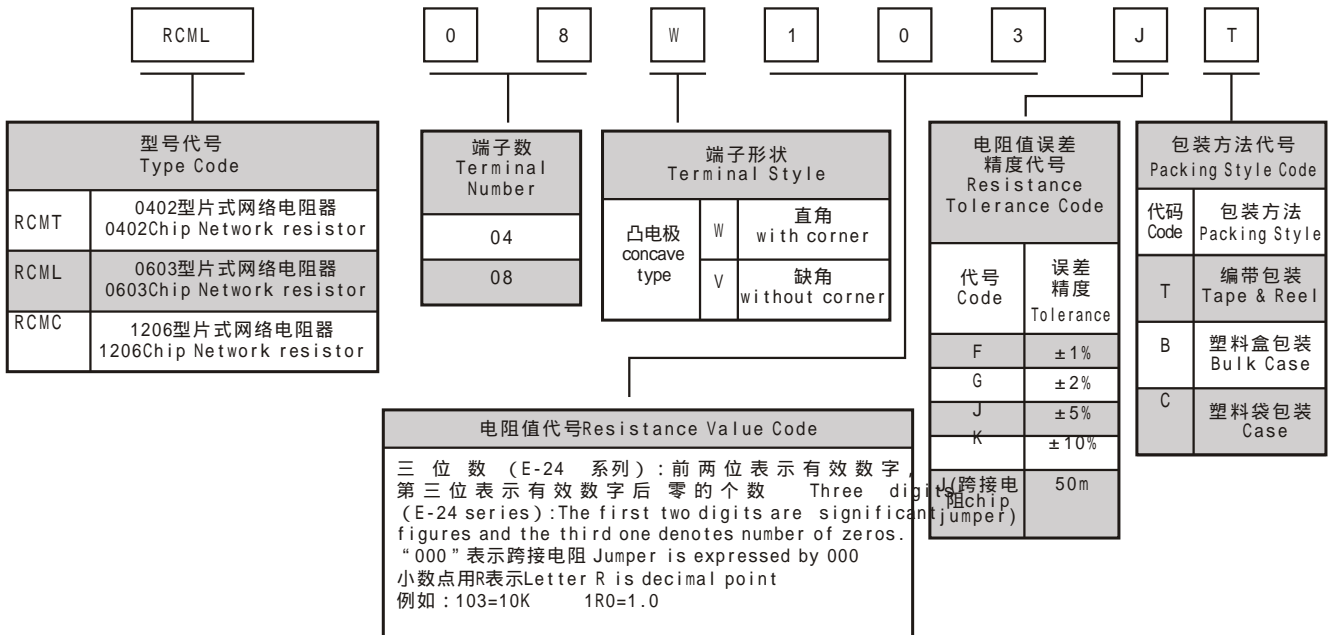 RCML 0 8 W 1 0 3 J T
型号代号
Type Code
RCMT
0402型片式网络电阻器
0402Chip Network resistor
RCML
0603型片式网络电阻器
0603Chip Network resistor
RCMC
1206型片式网络电阻器
1206Chip Network resistor
端子数
Terminal
Number
04
08
端子形状
Terminal Style
凸电极
concave
type
W
直角
with corner
V
缺角
without corner
电阻值误差
精度代号
Resistance
Tolerance Code
代号
Code
误差
精度
Tolerance
F ±1%
G ±2%
J ±5%
K ±10%
J(跨接电
阻chip
jumper)
50m
包装方法代号
Packing Style Code
代码
Code
包装方法
Packing Style
T
编带包装
Tape & Reel
B
塑料盒包装
Bulk Case
C
塑料袋包装
Case
电阻值代号Resistance Value Code
三位数(E-24 系列):前两位表示有效数字,
第三位表示有效数字后零的个数 Three digits
(E-24 series):The first two digits are significant
figures and the third one denotes number of zeros.
“000”表示跨接电阻 Jumper is expressed by 000
小数点用R表示Letter R is decimal point
例如:103=10K 1R0=1.0